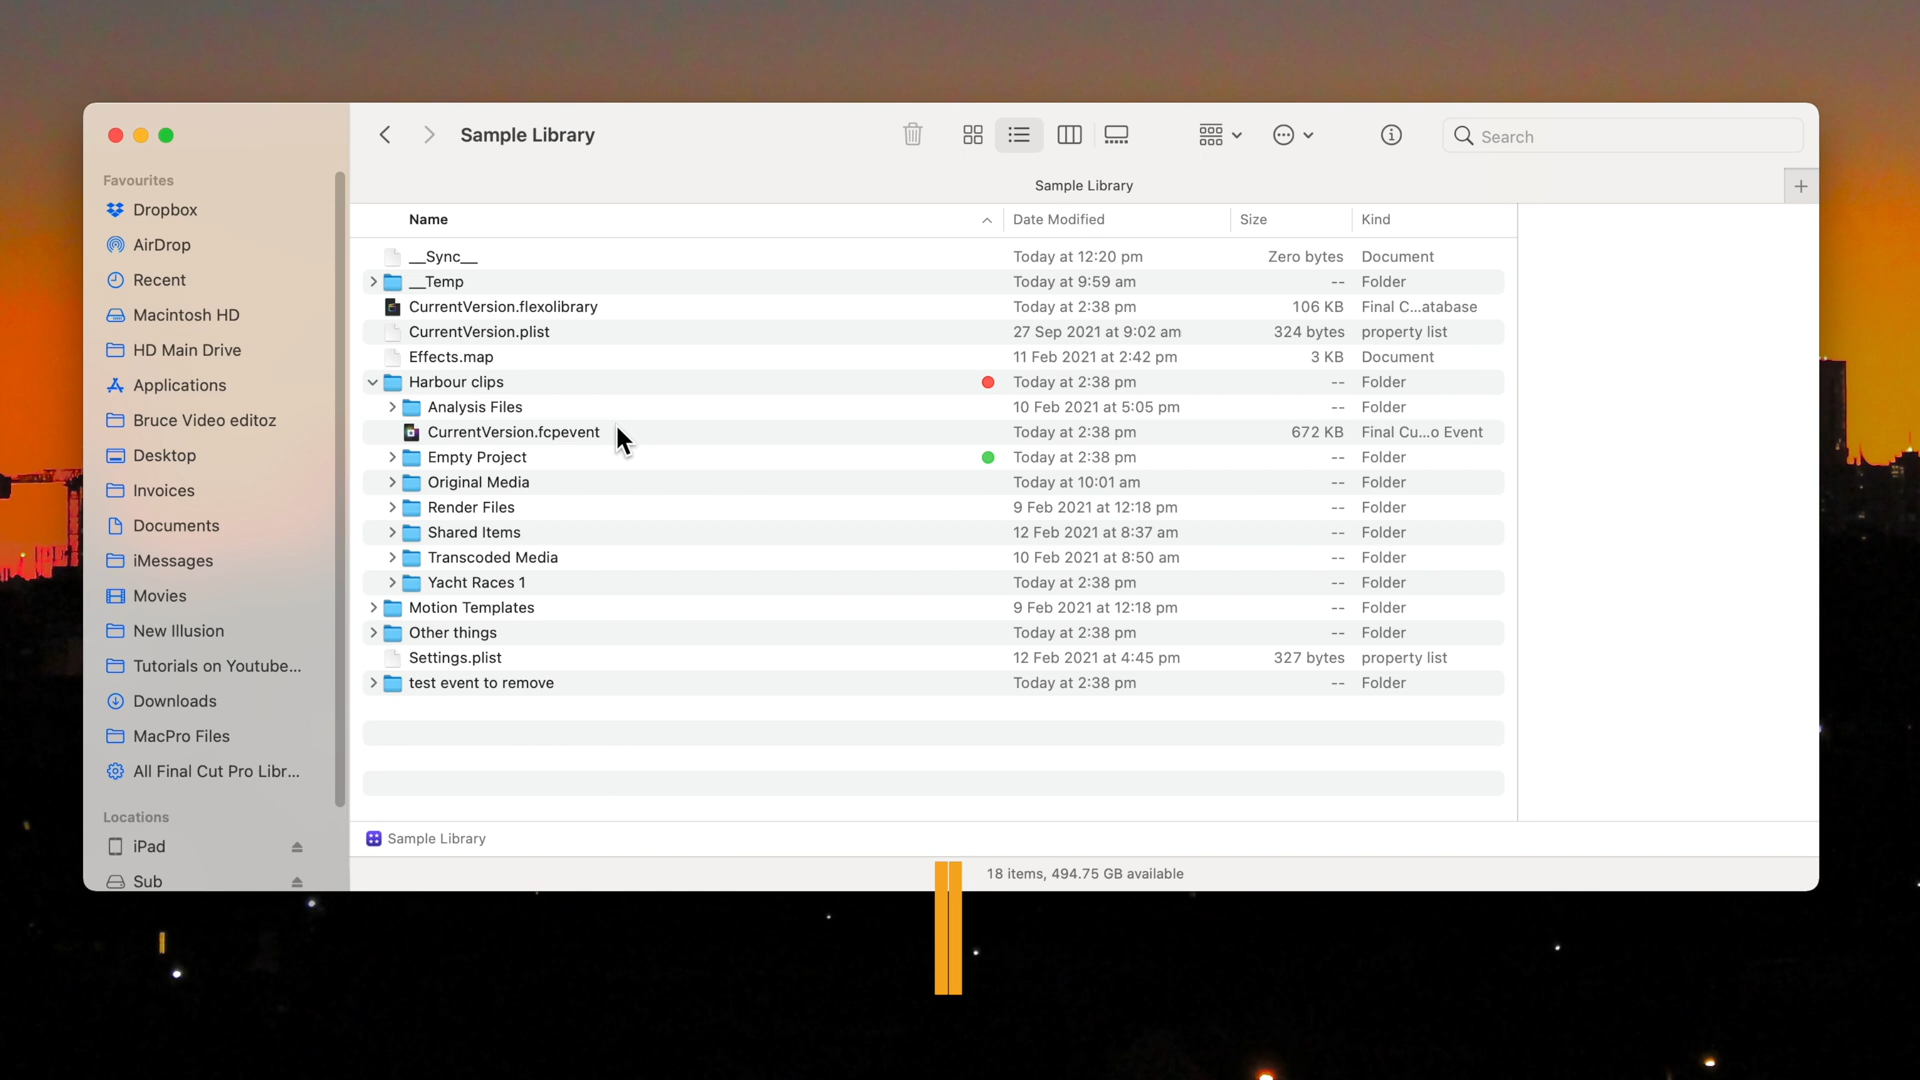 Sample Library
Search
Sample Library
Favourites
Dropbox
AirDrop
Recent
Macintosh HD
HD Main Drive
Applications
Bruce Video editoz
Desktop
Invoices
Documents
iMessages
Movies
New Illusion
Tutorials on Youtube...
Downloads
MacPro Files
All Final Cut Pro Libr...
Locations
iPad
Sub
Name Date Modified Size Kind
__Sync__ Today at 12:20 pm Zero bytes Document
__Temp Today at 9:59 am -- Folder
CurrentVersion.flexolibrary Today at 2:38 pm 106 KB Final C...atabase
CurrentVersion.plist 27 Sep 2021 at 9:02 am 324 bytes property list
Effects.map 11 Feb 2021 at 2:42 pm 3 KB Document
Harbour clips Today at 2:38 pm -- Folder
Analysis Files 10 Feb 2021 at 5:05 pm -- Folder
CurrentVersion.fcpevent Today at 2:38 pm 672 KB Final Cu...o Event
Empty Project Today at 2:38 pm -- Folder
Original Media Today at 10:01 am -- Folder
Render Files 9 Feb 2021 at 12:18 pm -- Folder
Shared Items 12 Feb 2021 at 8:37 am -- Folder
Transcoded Media 10 Feb 2021 at 8:50 am -- Folder
Yacht Races 1 Today at 2:38 pm -- Folder
Motion Templates 9 Feb 2021 at 12:18 pm -- Folder
Other things Today at 2:38 pm -- Folder
Settings.plist 12 Feb 2021 at 4:45 pm 327 bytes property list
test event to remove Today at 2:38 pm -- Folder
Sample Library
18 items, 494.75 GB available